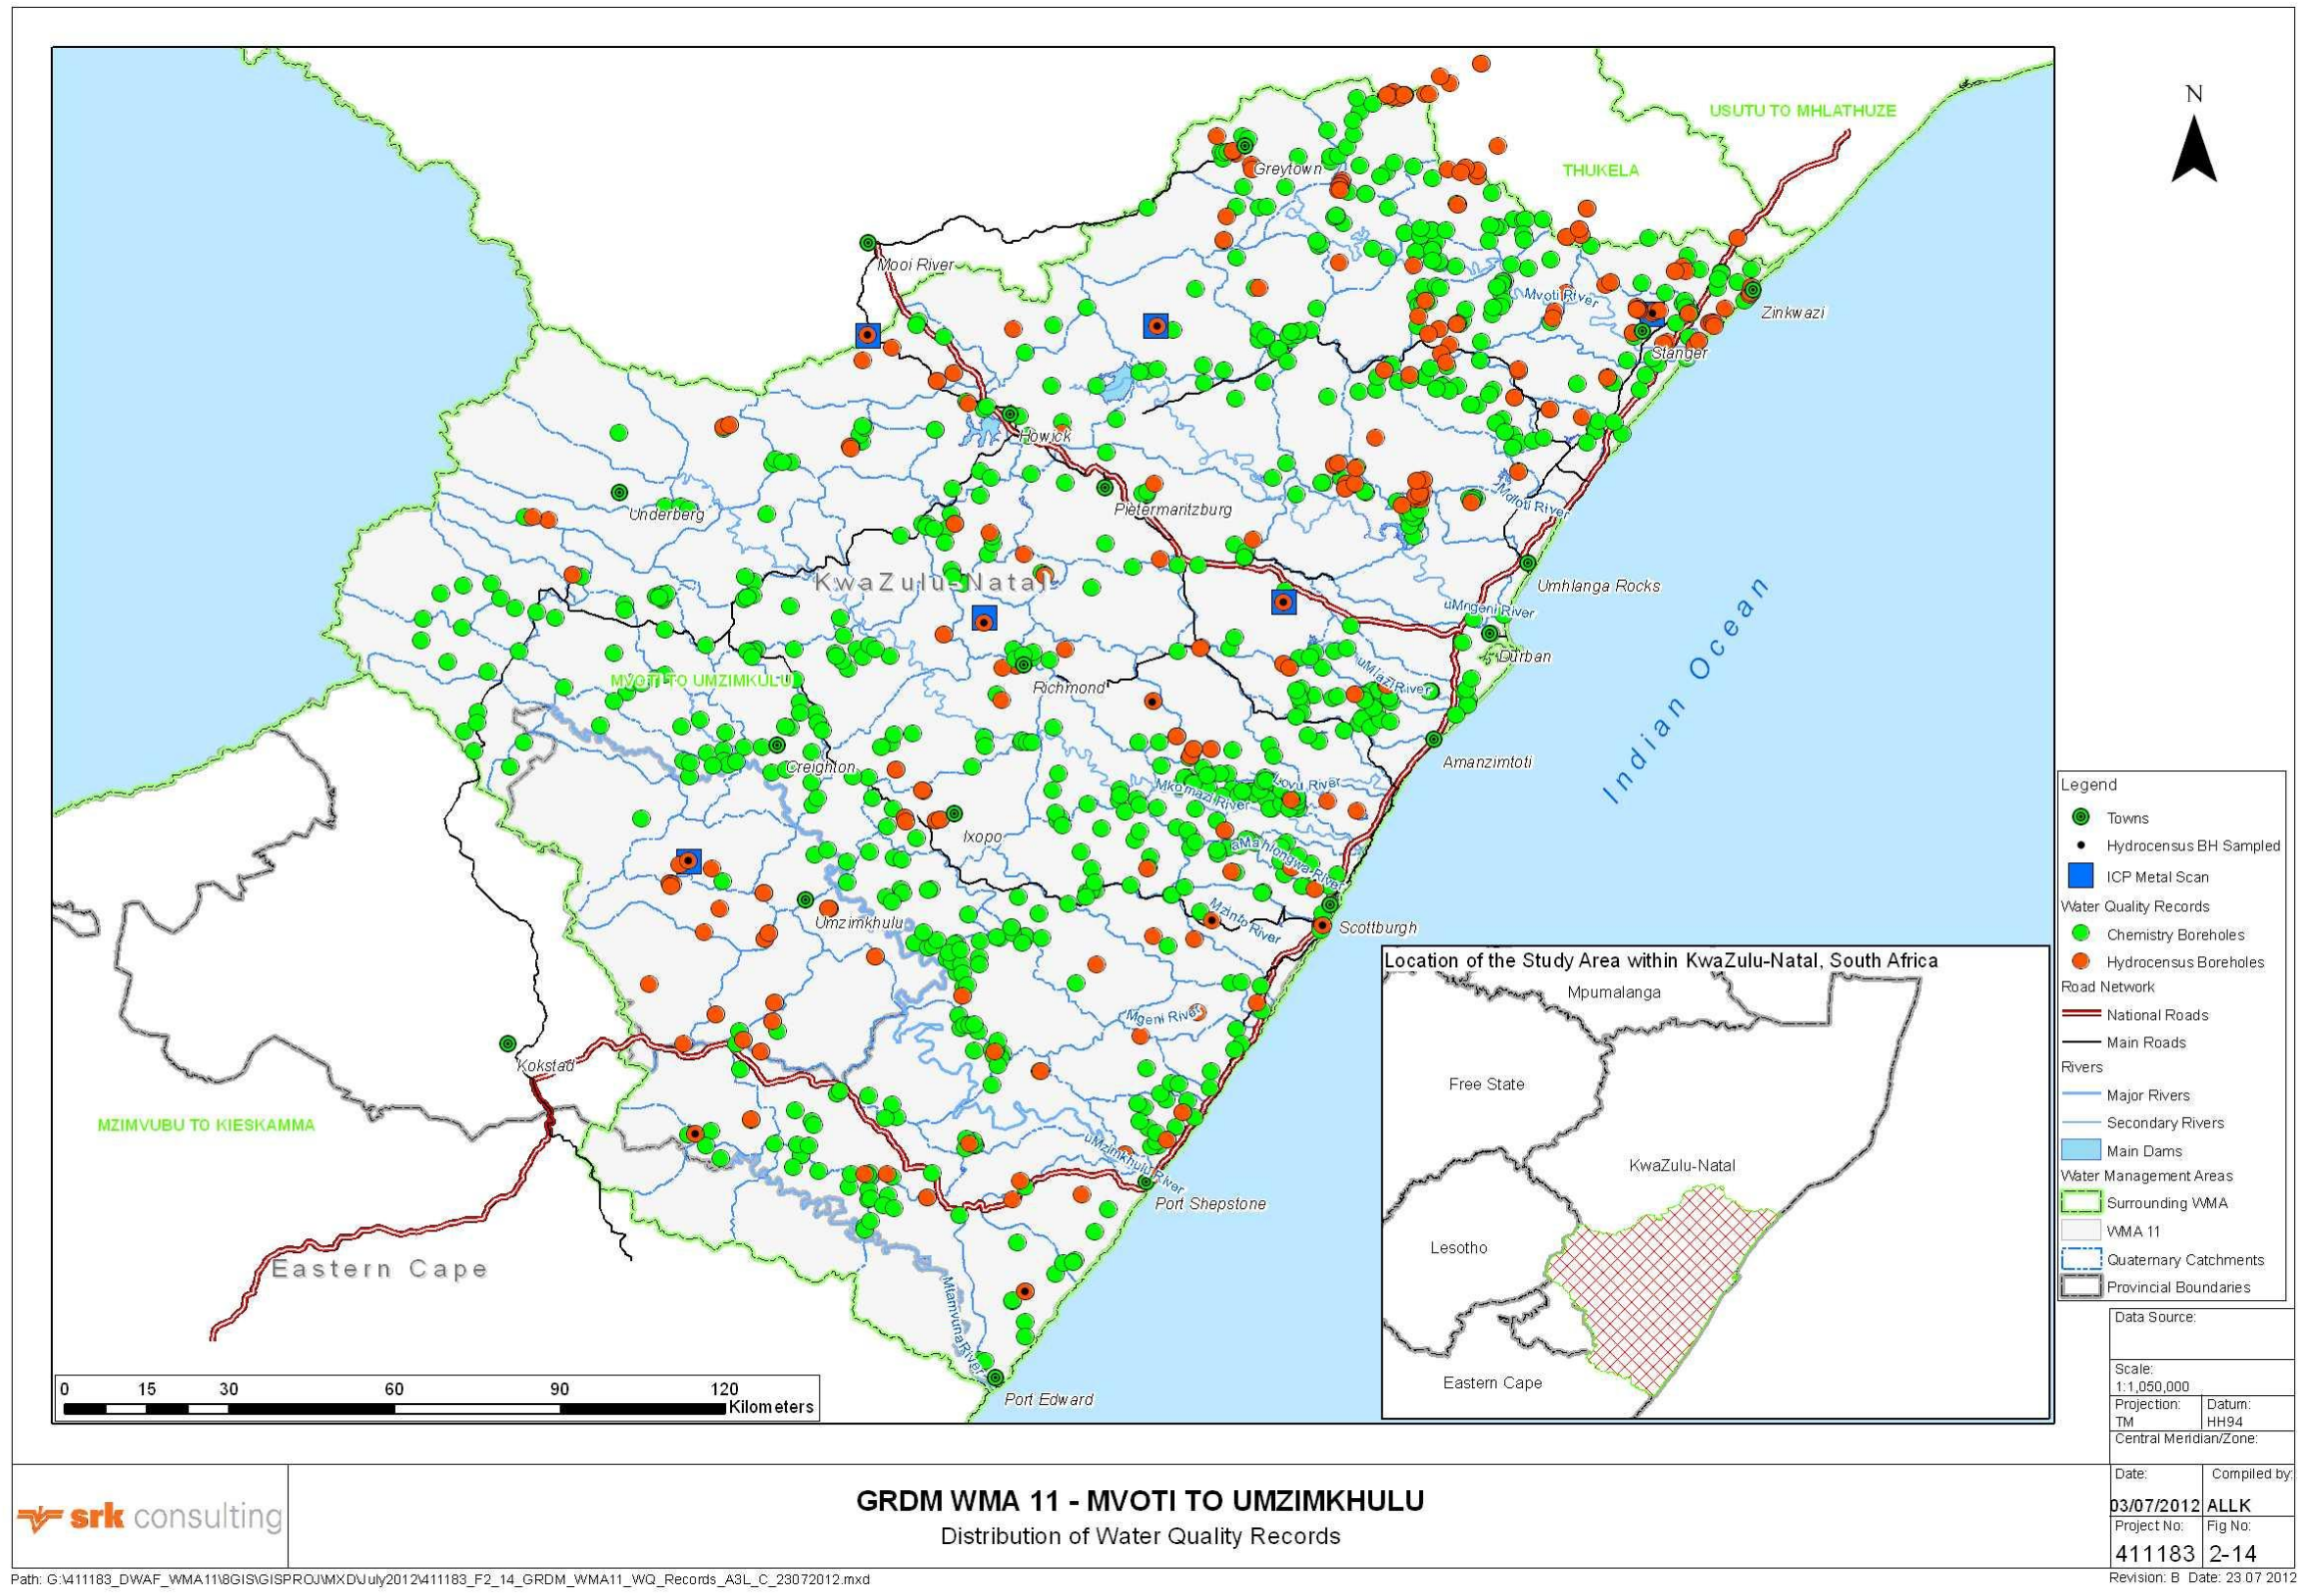 USUTU TO MHLATHUZE
THUKELA
N
Greytown
Mooi River
Mvoti River
Zinkwazi
Stanger
Howick
Underberg
Pietermaritzburg
Mdloti River
KwaZulu-Natal
Umhlanga Rocks
uMngeni River
Durban
MVOTI TO UMZIMKULU
uMlazi River
Richmond
Indian Ocean
Amanzimtoti
Creighton
Lovu River
Mkomazi River
Ixopo
aMahlongwa River
Umzimkhulu
Mzinto River
Scottburgh
Mgeni River
Kokstad
MZIMVUBU TO KIESKAMMA
uMzimkhulu River
Port Shepstone
Eastern Cape
Mtamvuna River
Port Edward
0 15 30 60 90 120
Kilometers
Location of the Study Area within KwaZulu-Natal, South Africa
Mpumalanga
Free State
KwaZulu-Natal
Lesotho
Eastern Cape
Legend
Towns
Hydrocensus BH Sampled
ICP Metal Scan
Water Quality Records
Chemistry Boreholes
Hydrocensus Boreholes
Road Network
National Roads
Main Roads
Rivers
Major Rivers
Secondary Rivers
Main Dams
Water Management Areas
Surrounding WMA
WMA 11
Quaternary Catchments
Provincial Boundaries
Data Source:
Scale:
1:1,050,000
Projection: Datum:
TM HH94
Central Meridian/Zone:
Date: Compiled by:
03/07/2012 ALLK
Project No: Fig No:
411183 2-14
srk consulting
GRDM WMA 11 - MVOTI TO UMZIMKHULU
Distribution of Water Quality Records
Path: G:\411183_DWAF_WMA11\8GIS\GISPROJ\MXD\July2012\411183_F2_14_GRDM_WMA11_WQ_Records_A3L_C_23072012.mxd
Revision: B Date: 23 07 2012